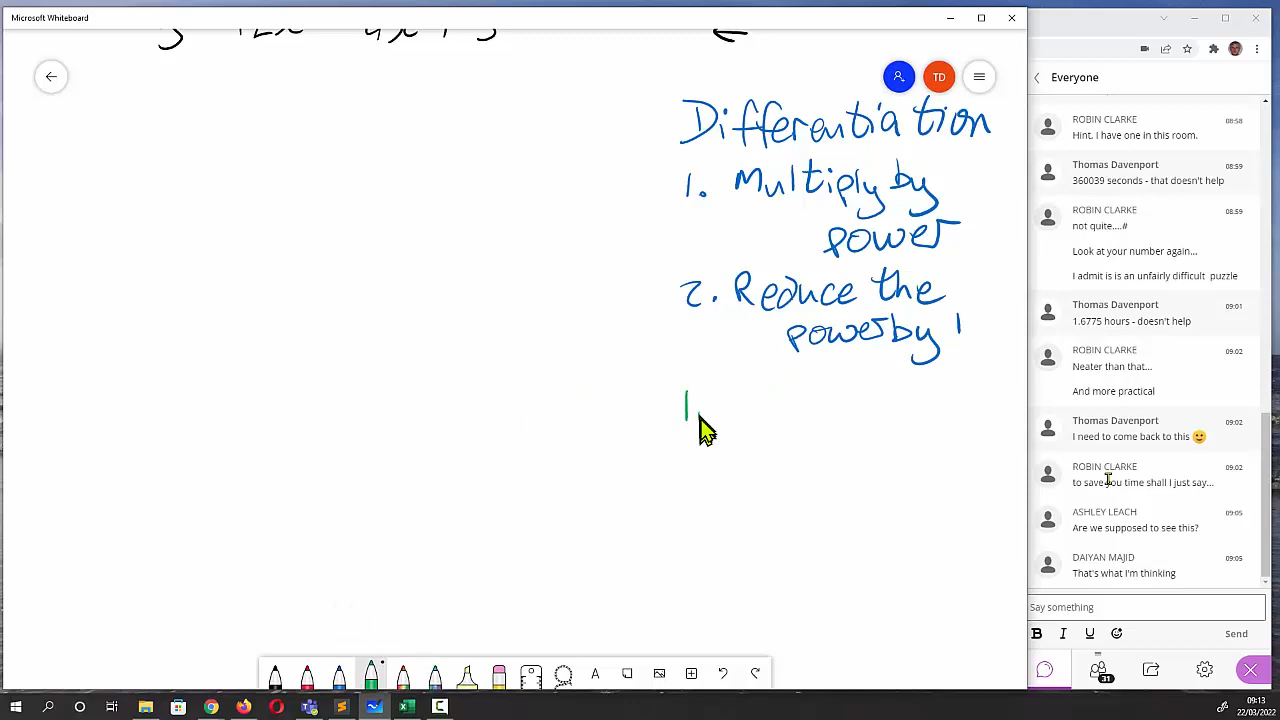 Microsoft Whiteboard
TD
Differentiation
1. Multiply by
power
2. Reduce the
power by 1
Everyone
ROBIN CLARKE 08:58
Hint. I have one in this room.
Thomas Davenport 08:59
360039 seconds - that doesn't help
ROBIN CLARKE 08:59
not quite....#
Look at your number again...
I admit is is an unfairly difficult puzzle
Thomas Davenport 09:01
1.6775 hours - doesn't help
ROBIN CLARKE 09:02
Neater than that...
And more practical
Thomas Davenport 09:02
I need to come back to this 🙂
ROBIN CLARKE 09:02
to save you time shall I just say...
ASHLEY LEACH 09:05
Are we supposed to see this?
DAIYAN MAJID 09:05
That's what I'm thinking
Say something
B I U
Send
31
09:13
22/03/2022